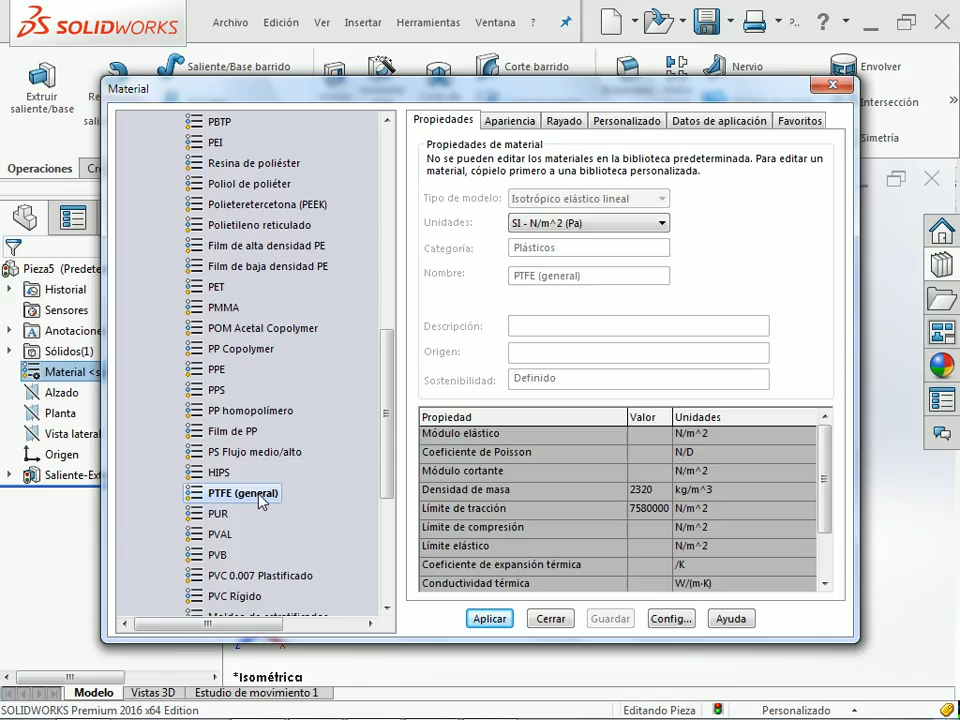 SOLIDWORKS
Archivo Edición Ver Insertar Herramientas Ventana ?
P..
?
Extruir
saliente/base
Saliente/Base barrido
Corte barrido
Nervio
Envolver
Intersección
Simetría
»
Operaciones
Material
Pieza5 (Predete
Historial
Sensores
Anotacione
Sólidos(1)
Material <s
Alzado
Planta
Vista lateral
Origen
Saliente-Ext
PBTP
PEI
Resina de poliéster
Poliol de poliéter
Polieteretercetona (PEEK)
Polietileno reticulado
Film de alta densidad PE
Film de baja densidad PE
PET
PMMA
POM Acetal Copolymer
PP Copolymer
PPE
PPS
PP homopolímero
Film de PP
PS Flujo medio/alto
HIPS
PTFE (general)
PUR
PVAL
PVB
PVC 0.007 Plastificado
PVC Rígido
Propiedades Apariencia Rayado Personalizado Datos de aplicación Favoritos
Propiedades de material
No se pueden editar los materiales en la biblioteca predeterminada. Para editar un
material, cópielo primero a una biblioteca personalizada.
Tipo de modelo: Isotrópico elástico lineal
Unidades: SI - N/m^2 (Pa)
Categoría: Plásticos
Nombre: PTFE (general)
Descripción:
Origen:
Sostenibilidad: Definido
Propiedad Valor Unidades
Módulo elástico N/m^2
Coeficiente de Poisson N/D
Módulo cortante N/m^2
Densidad de masa 2320 kg/m^3
Límite de tracción 7580000 N/m^2
Límite de compresión N/m^2
Límite elástico N/m^2
Coeficiente de expansión térmica /K
Conductividad térmica W/(m·K)
Aplicar Cerrar Guardar Config... Ayuda
*Isométrica
Modelo Vistas 3D Estudio de movimiento 1
SOLIDWORKS Premium 2016 x64 Edition Editando Pieza Personalizado